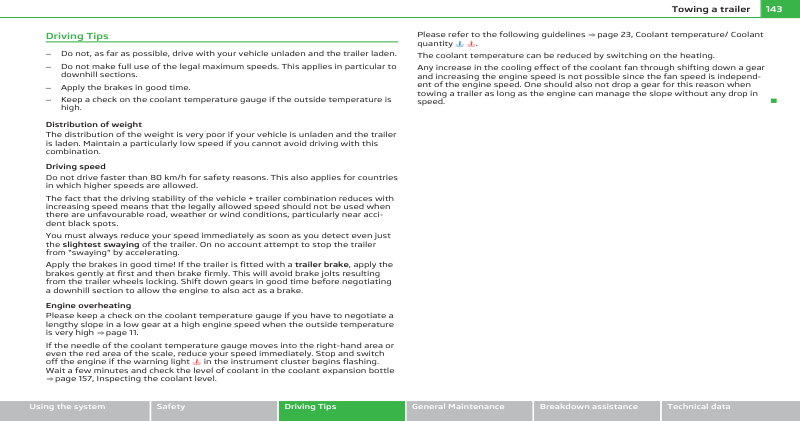 Towing a trailer 143
Driving Tips
– Do not, as far as possible, drive with your vehicle unladen and the trailer laden.
– Do not make full use of the legal maximum speeds. This applies in particular to
downhill sections.
– Apply the brakes in good time.
– Keep a check on the coolant temperature gauge if the outside temperature is
high.
Distribution of weight
The distribution of the weight is very poor if your vehicle is unladen and the trailer
is laden. Maintain a particularly low speed if you cannot avoid driving with this
combination.
Driving speed
Do not drive faster than 80 km/h for safety reasons. This also applies for countries
in which higher speeds are allowed.
The fact that the driving stability of the vehicle + trailer combination reduces with
increasing speed means that the legally allowed speed should not be used when
there are unfavourable road, weather or wind conditions, particularly near acci-
dent black spots.
You must always reduce your speed immediately as soon as you detect even just
the slightest swaying of the trailer. On no account attempt to stop the trailer
from "swaying" by accelerating.
Apply the brakes in good time! If the trailer is fitted with a trailer brake, apply the
brakes gently at first and then brake firmly. This will avoid brake jolts resulting
from the trailer wheels locking. Shift down gears in good time before negotiating
a downhill section to allow the engine to also act as a brake.
Engine overheating
Please keep a check on the coolant temperature gauge if you have to negotiate a
lengthy slope in a low gear at a high engine speed when the outside temperature
is very high ⇒ page 11.
If the needle of the coolant temperature gauge moves into the right-hand area or
even the red area of the scale, reduce your speed immediately. Stop and switch
off the engine if the warning light in the instrument cluster begins flashing.
Wait a few minutes and check the level of coolant in the coolant expansion bottle
⇒ page 157, Inspecting the coolant level.
Please refer to the following guidelines ⇒ page 23, Coolant temperature/ Coolant
quantity .
The coolant temperature can be reduced by switching on the heating.
Any increase in the cooling effect of the coolant fan through shifting down a gear
and increasing the engine speed is not possible since the fan speed is independ-
ent of the engine speed. One should also not drop a gear for this reason when
towing a trailer as long as the engine can manage the slope without any drop in
speed.
Using the system Safety Driving Tips General Maintenance Breakdown assistance Technical data